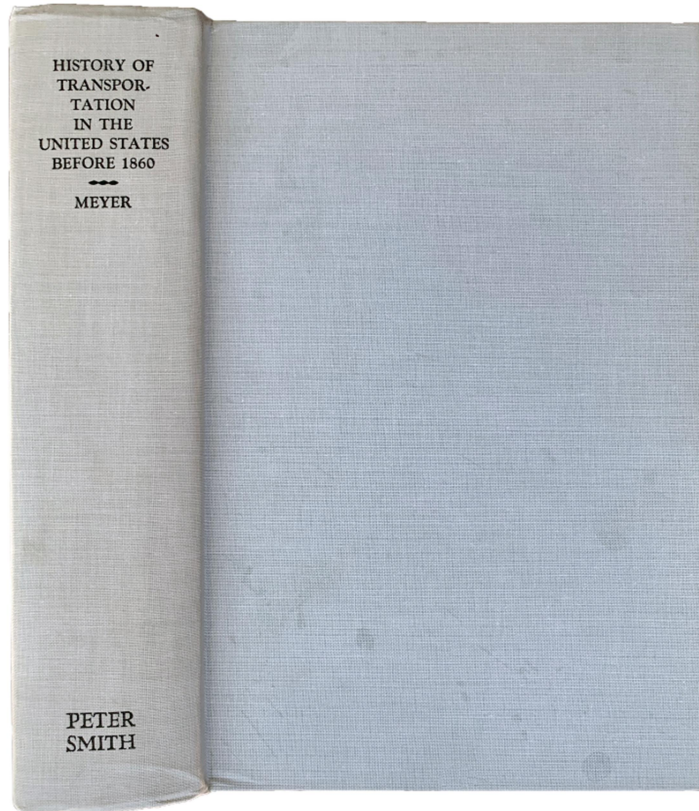 HISTORY OF
TRANSPOR-
TATION
IN THE
UNITED STATES
BEFORE 1860
MEYER
PETER
SMITH